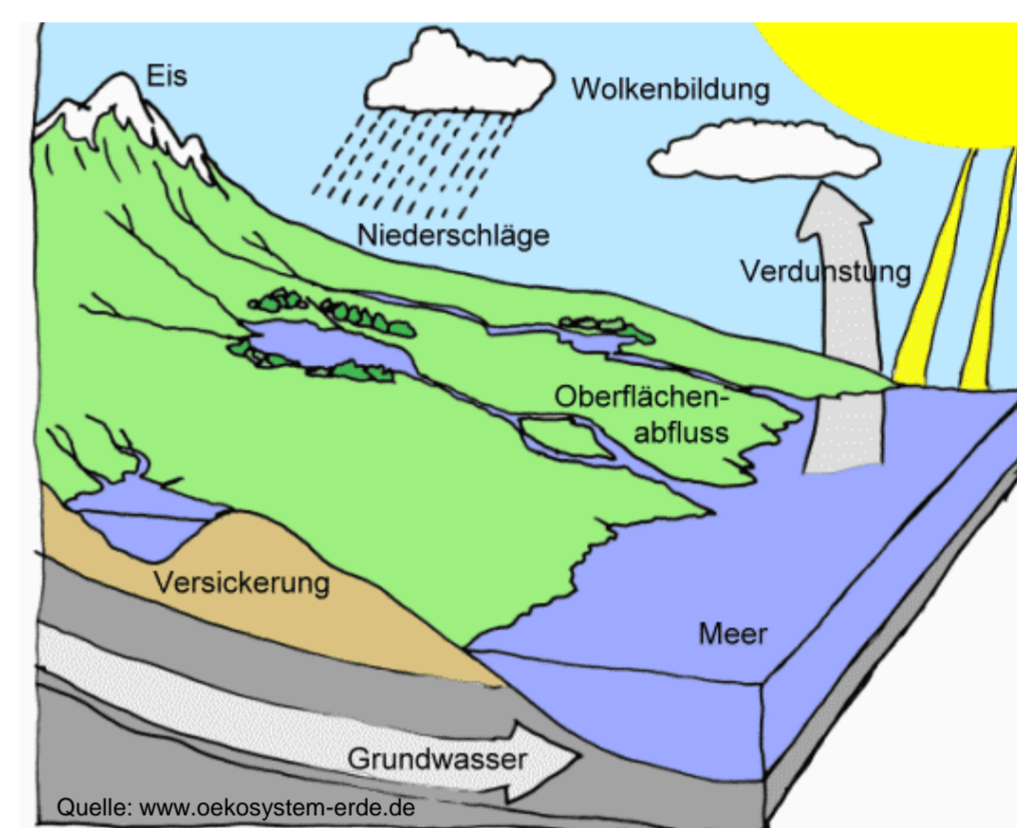 Eis
Wolkenbildung
Niederschläge
Verdunstung
Oberflächen-
abfluss
Versickerung
Meer
Grundwasser
Quelle: www.oekosystem-erde.de